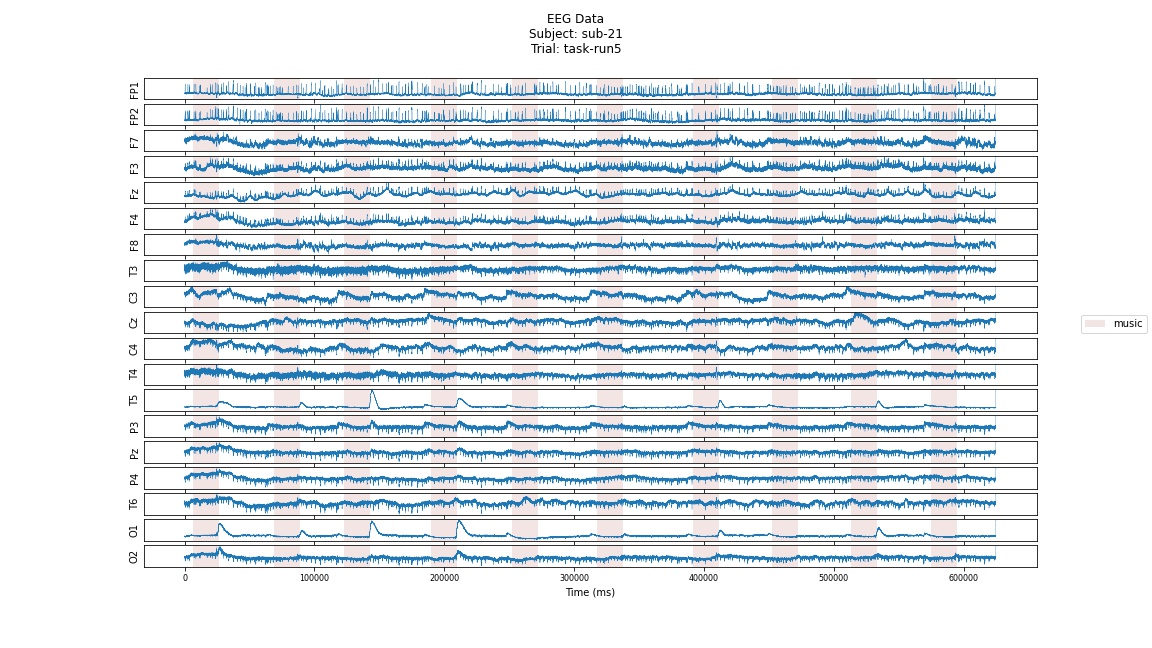 EEG Data
Subject: sub-21
Trial: task-run5
FP1
FP2
F7
F3
Fz
F4
F8
T3
C3
Cz
C4
T4
T5
P3
Pz
P4
T6
O1
O2
music
0 100000 200000 300000 400000 500000 600000
Time (ms)